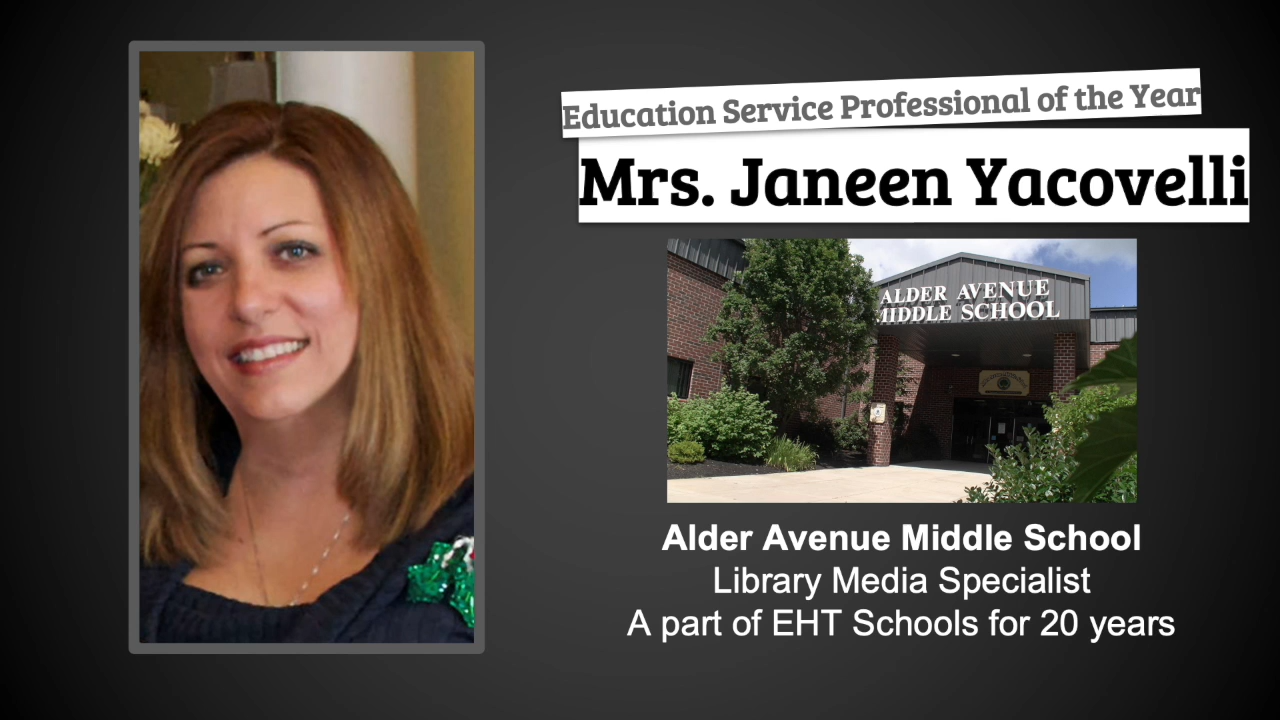 Education Service Professional of the Year
Mrs. Janeen Yacovelli
ALDER AVENUE
MIDDLE SCHOOL
Alder Avenue Middle School
Library Media Specialist
A part of EHT Schools for 20 years